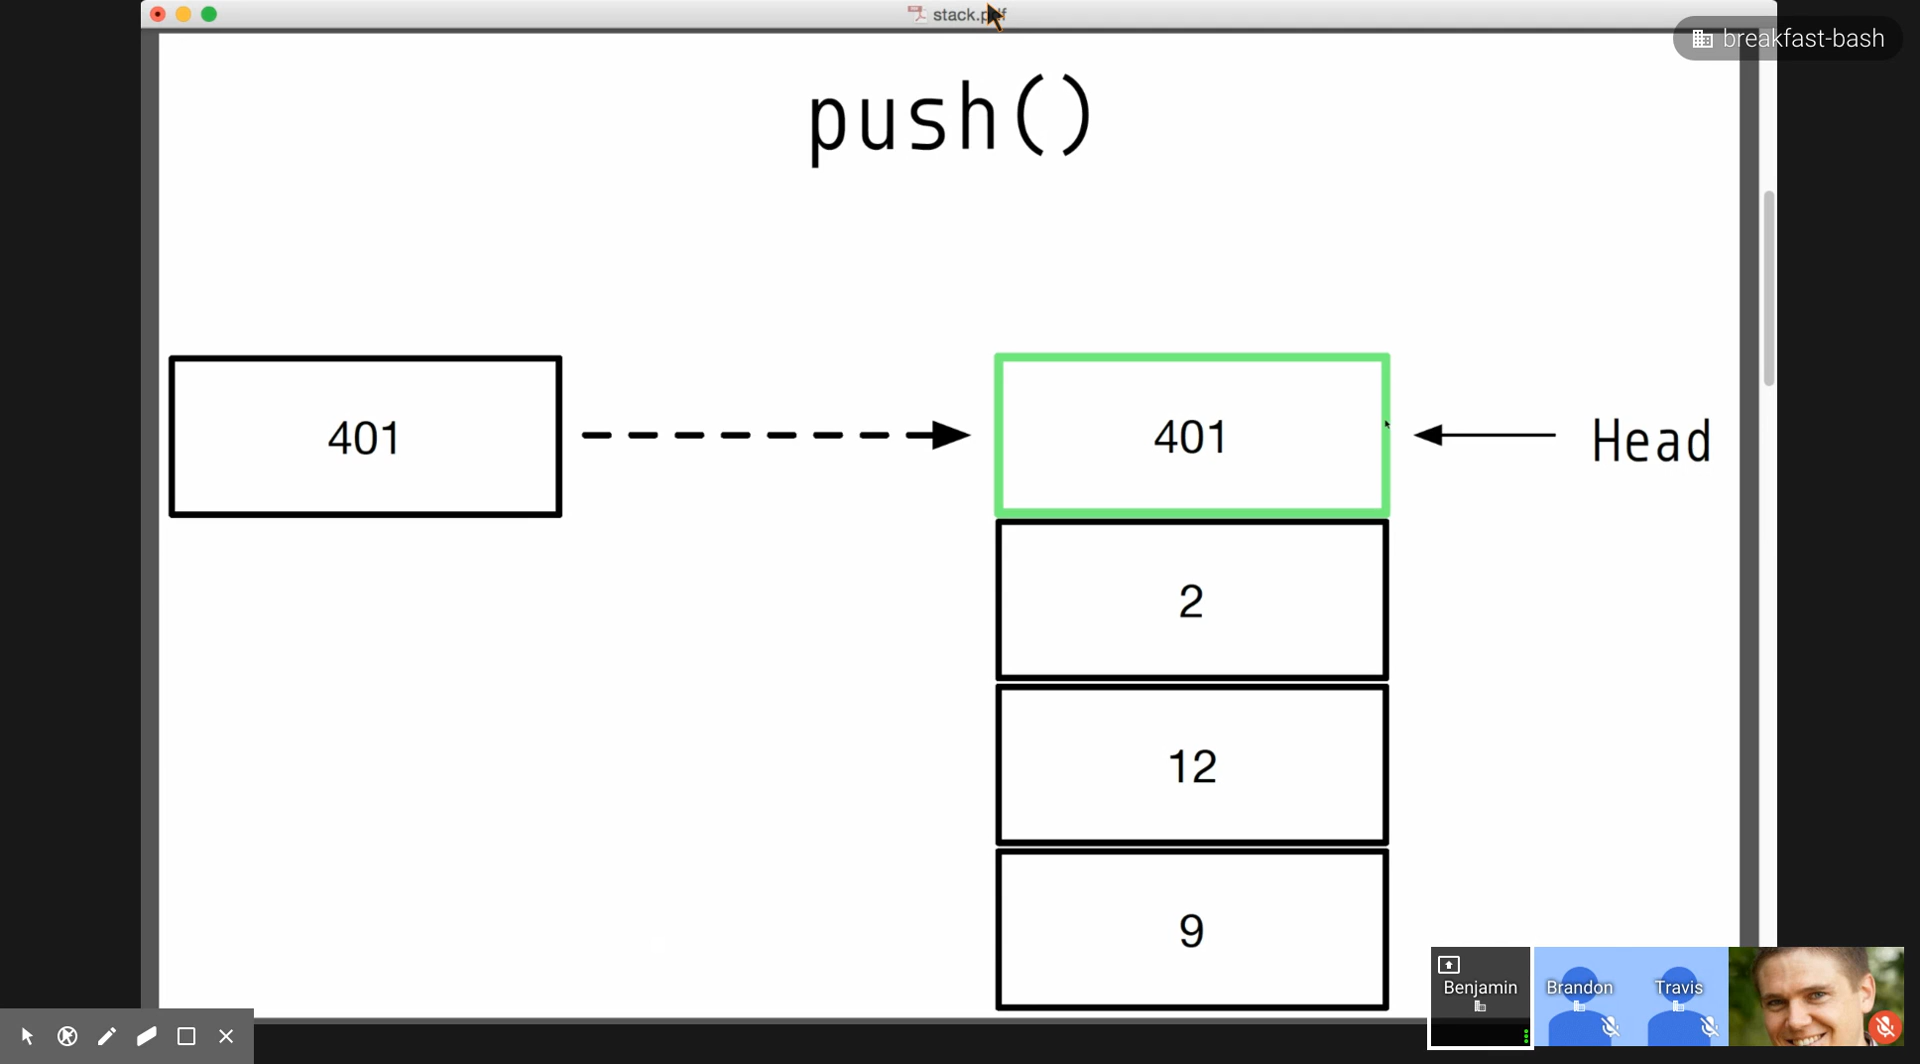 stack.pdf
breakfast-bash
push()
401
401
Head
2
12
9
Benjamin
Brandon
Travis